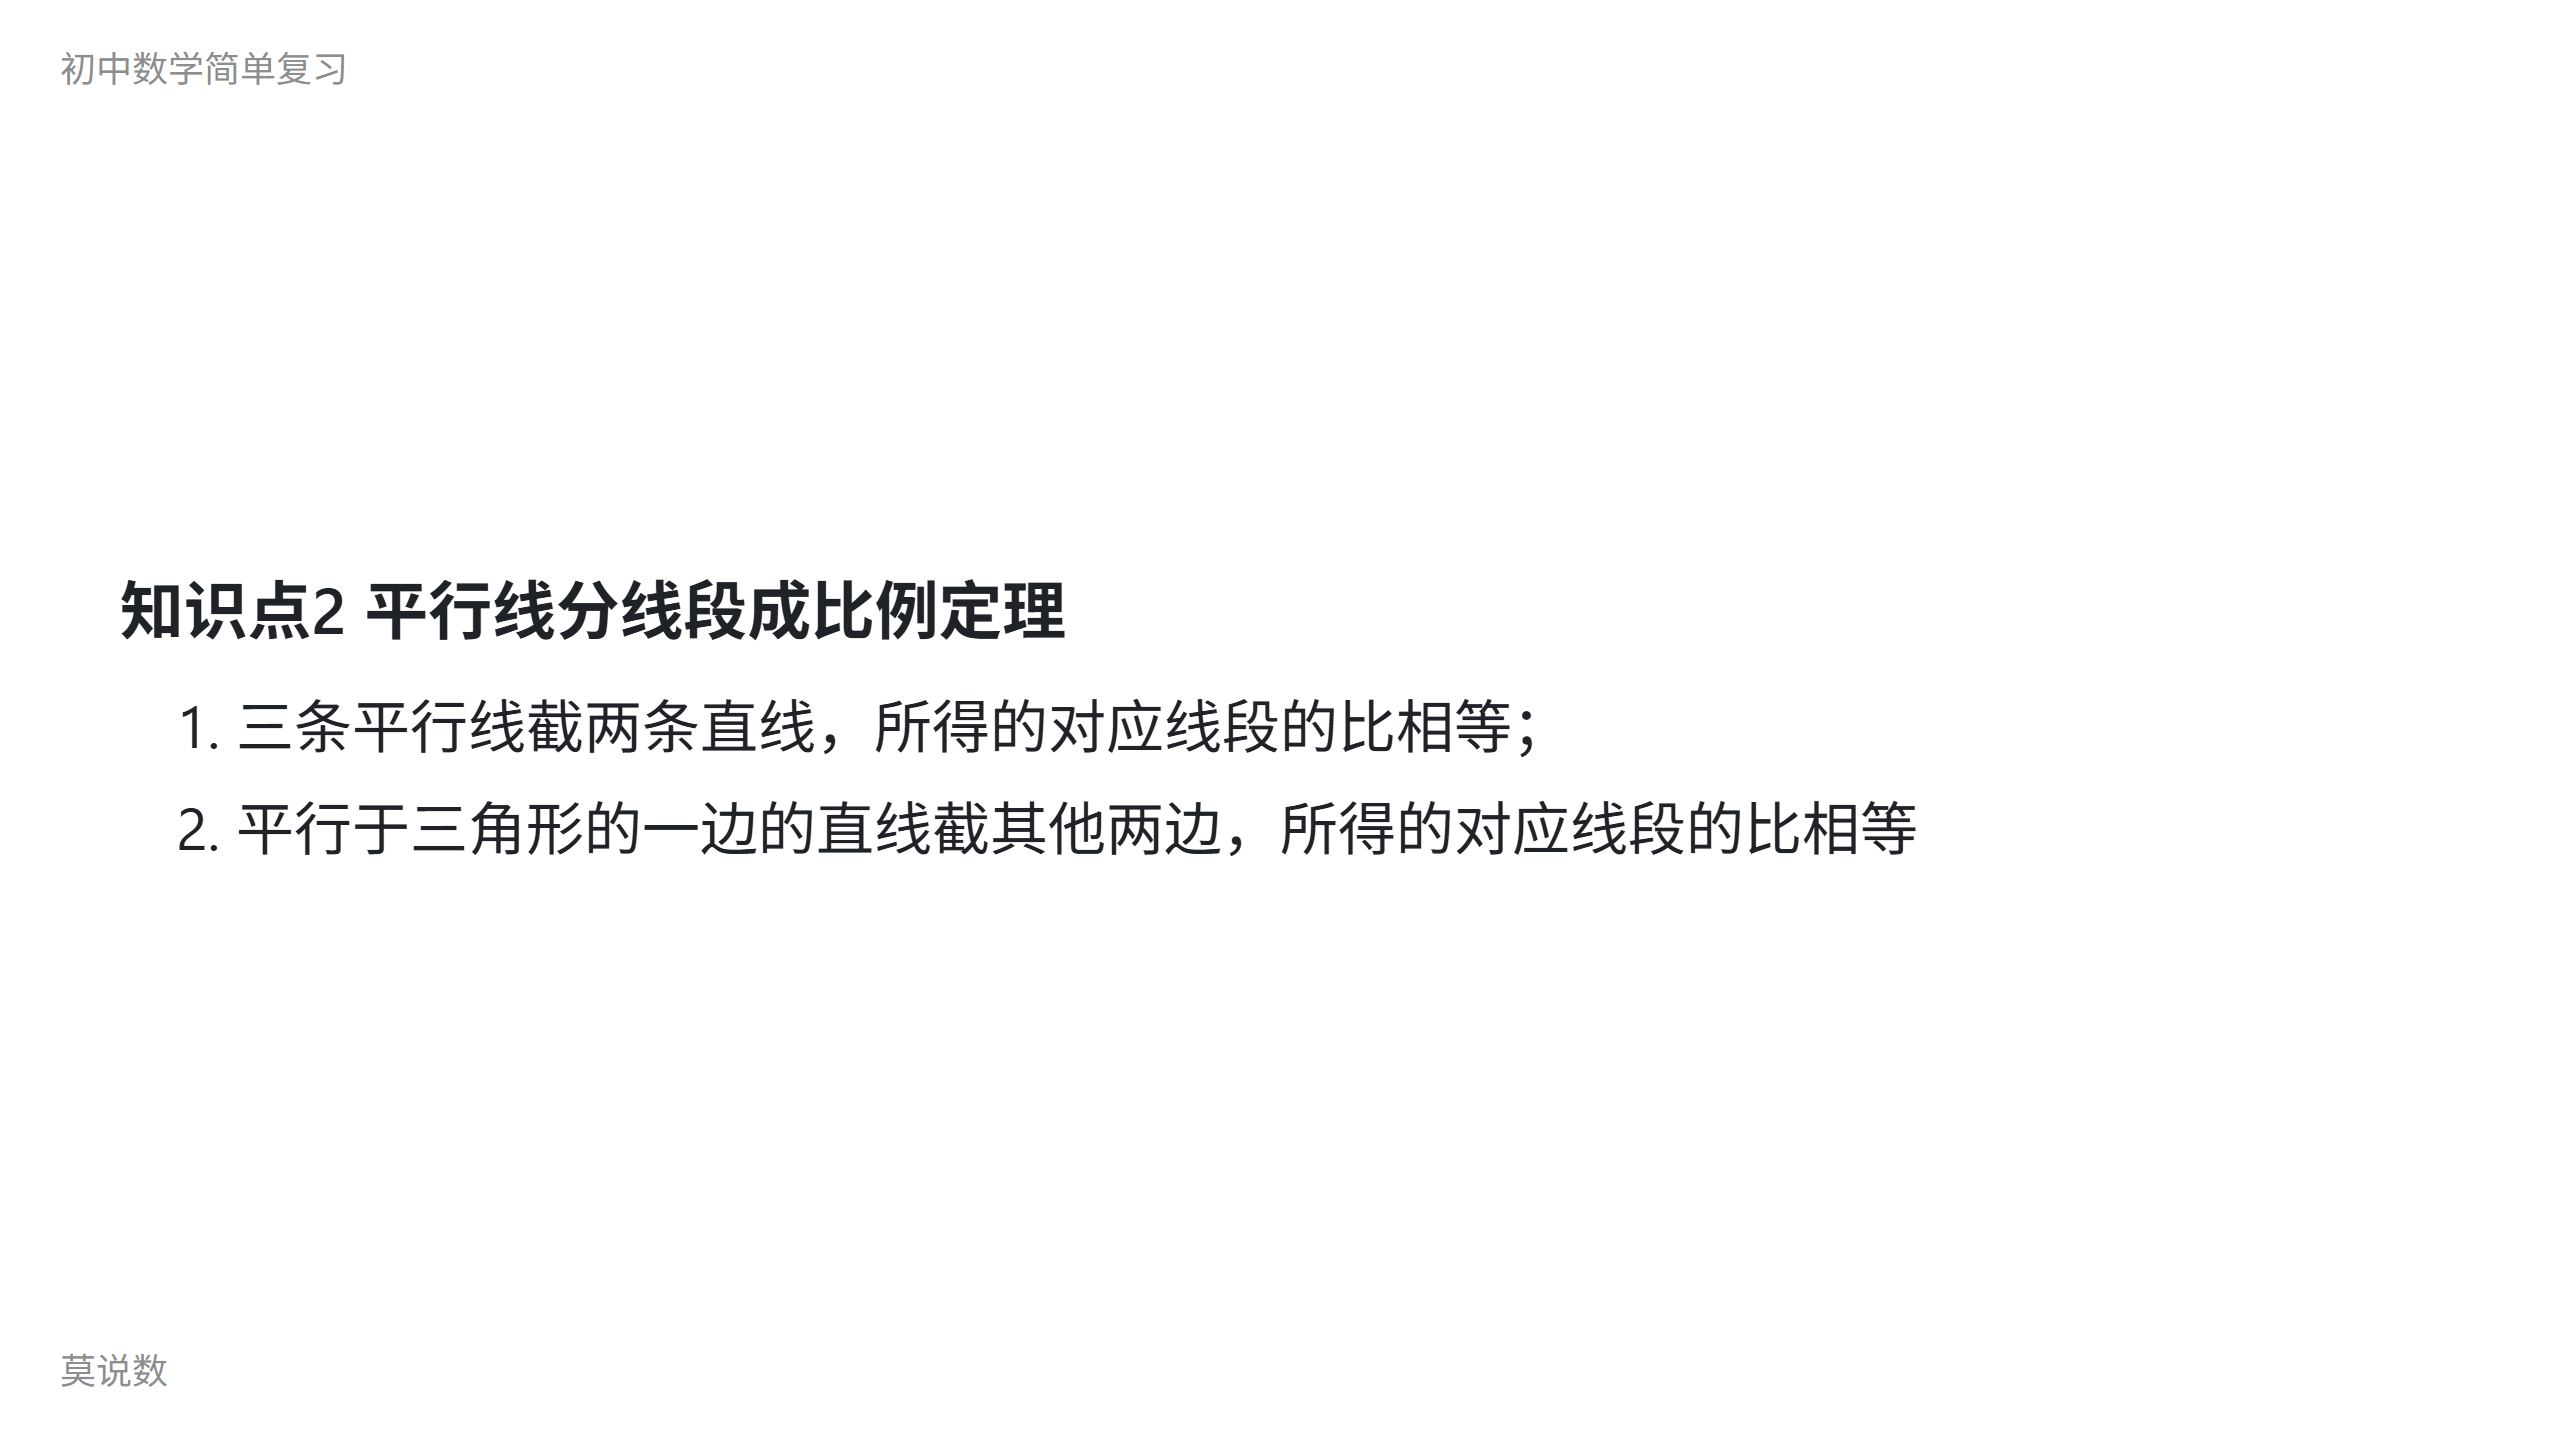 初中数学简单复习
知识点2 平行线分线段成比例定理
1. 三条平行线截两条直线，所得的对应线段的比相等；
2. 平行于三角形的一边的直线截其他两边，所得的对应线段的比相等
莫说数